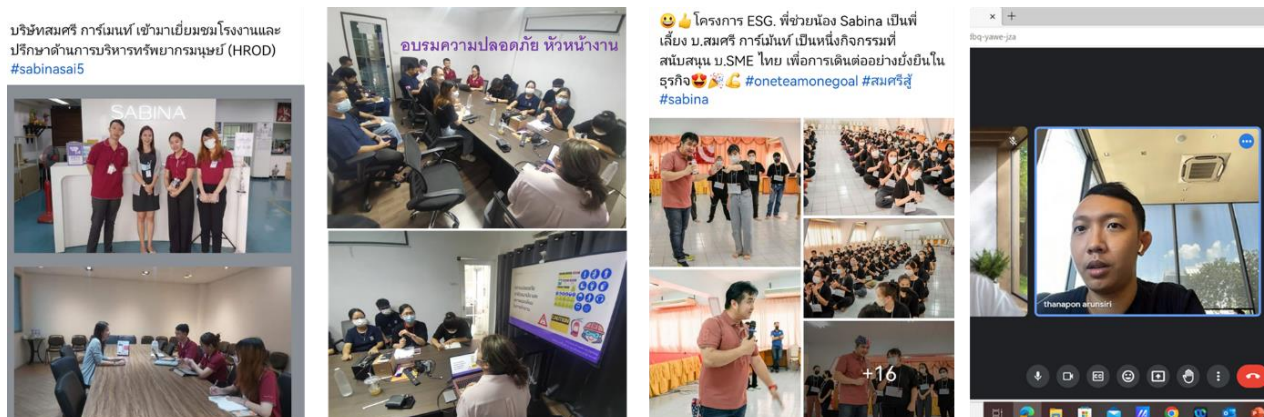 บริษัทสมศรี การ์เมนท์ เข้ามาเยี่ยมชมโรงงานและ
ปรึกษาด้านการบริหารทรัพยากรมนุษย์ (HROD)
#sabinasai5
SABINA
อบรมความปลอดภัย หัวหน้างาน
😀👍โครงการ ESG. พี่ช่วยน้อง Sabina เป็นพี่
เลี้ยง บ.สมศรี การ์เม้นท์ เป็นหนึ่งกิจกรรมที่
สนับสนุน บ.SME ไทย เพื่อการเดินต่ออย่างยั่งยืนใน
ธุรกิจ😍🎉💪 #oneteamonegoal #สมศรีสู้
#sabina
+16
thanapon arunsiri